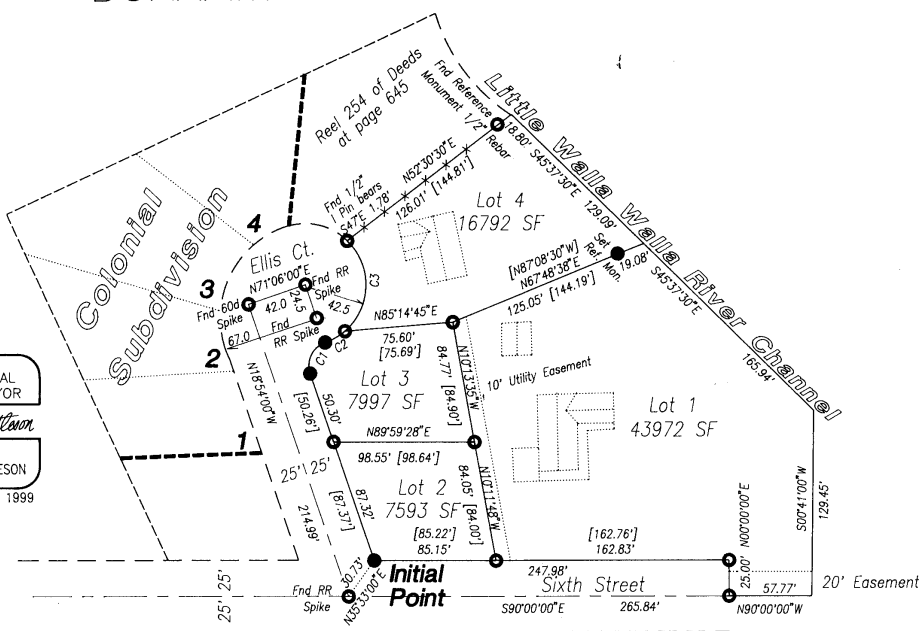 Little Walla Walla River Channel
Reel 254 of Deeds
at page 645
Fnd Reference
Monument 1/2"
Rebar
18.80' S45°37'30"E
129.09'
N52°30'30"E
126.01' [144.81']
Fnd 1/2"
Pin bears
S47°E 1.78'
Lot 4
16792 SF
Colonial
Subdivision
4
Ellis Ct.
N71°06'00"E
Fnd RR
Spike
3
Fnd 60d
Spike
42.0
24.5
42.5
C3
Fnd
RR Spike
67.0
2
C1
C2
Set
Ref. Mon.
19.08'
S45°37'30"E
165.94'
[N87°08'30"W]
N67°48'38"E
125.05' [144.19']
N85°14'45"E
75.60'
[75.69']
N18°54'00"W
Lot 3
7997 SF
84.77' [84.90']
N10°13'35"W
10' Utility Easement
Lot 1
43972 SF
50.30'
[50.26']
N89°59'28"E
98.55' [98.64']
1
25' 25'
214.99'
Lot 2
7593 SF
87.32'
[87.37']
84.05' [84.00']
N10°11'48"W
[85.22']
85.15'
[162.76']
162.83'
N00°00'00"E
25.00'
S00°41'00"W
129.45'
Initial
Point
30.73'
N35°33'00"E
Fnd RR
Spike
25' 25'
247.98'
Sixth Street
S90°00'00"E 265.84'
57.77'
N90°00'00"W
20' Easement
AL
YOR
ESON
1999